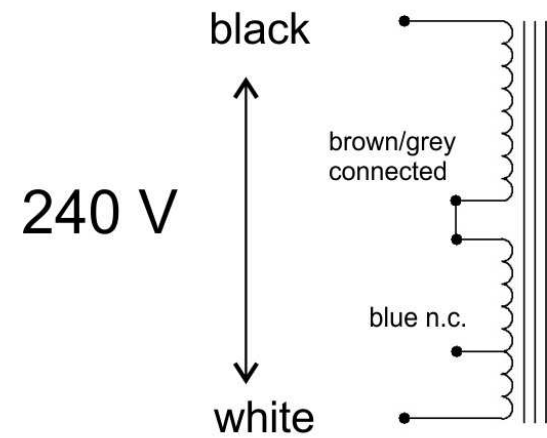 black
brown/grey
connected
240 V
blue n.c.
white